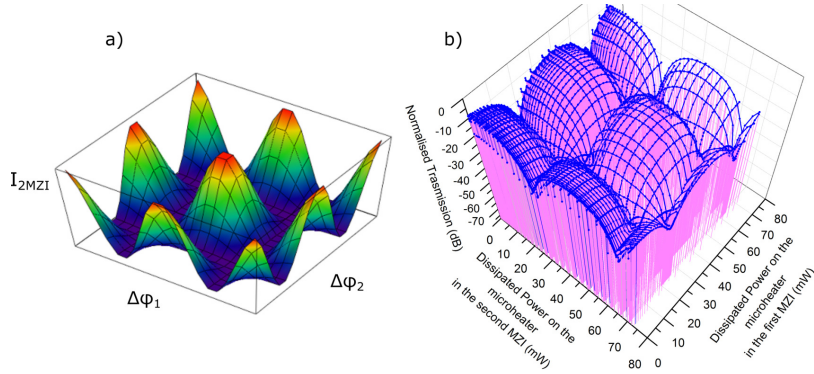 a)
I2MZI
Δφ1
Δφ2
b)
Normalised Trasmission (dB)
0
-10
-20
-30
-40
-50
-60
-70
0
10
20
30
40
50
60
70
80
Dissipated Power on the
microheater
in the second MZI (mW)
0
10
20
30
40
50
60
70
80
Dissipated Power on the
microheater
in the first MZI (mW)